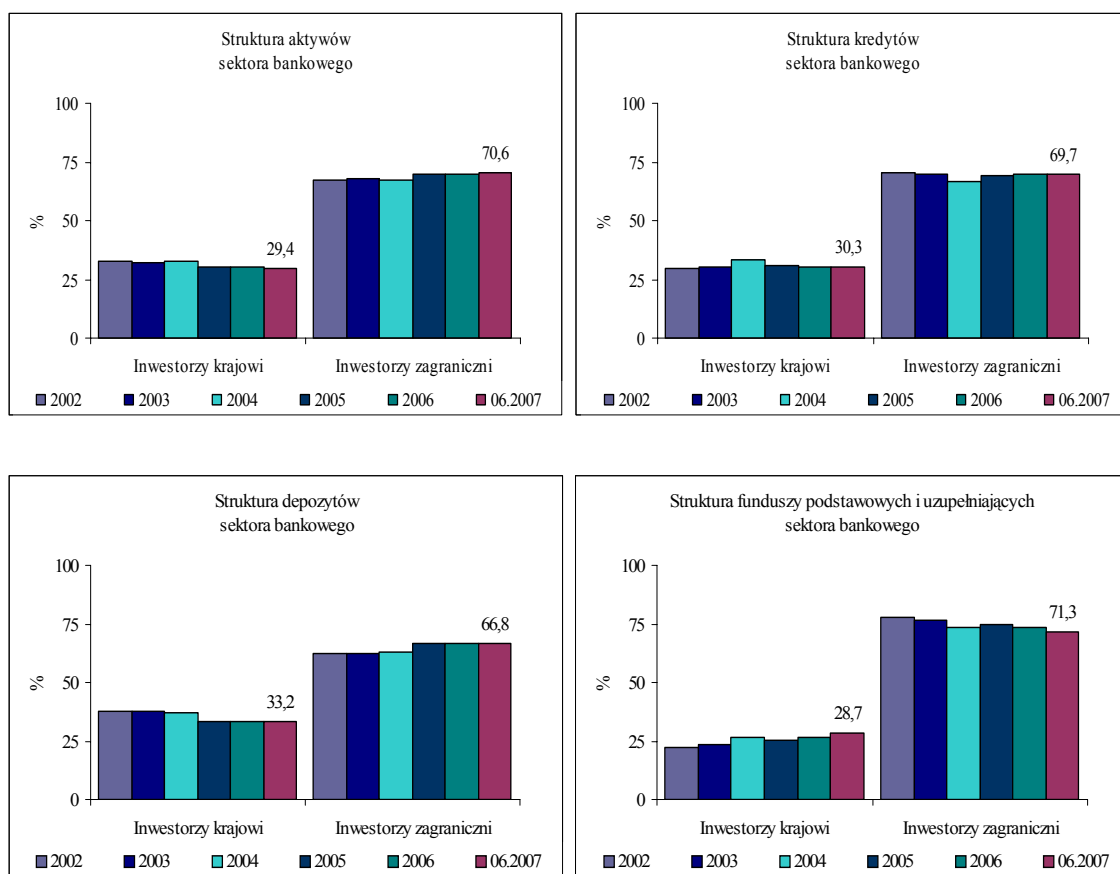 Struktura aktywów
sektora bankowego
100
75
50
25
0
%
29,4
70,6
Inwestorzy krajowi
Inwestorzy zagraniczni
2002 2003 2004 2005 2006 06.2007
Struktura kredytów
sektora bankowego
100
75
50
25
0
%
30,3
69,7
Inwestorzy krajowi
Inwestorzy zagraniczni
2002 2003 2004 2005 2006 06.2007
Struktura depozytów
sektora bankowego
100
75
50
25
0
%
33,2
66,8
Inwestorzy krajowi
Inwestorzy zagraniczni
2002 2003 2004 2005 2006 06.2007
Struktura funduszy podstawowych i uzupełniających
sektora bankowego
100
75
50
25
0
%
28,7
71,3
Inwestorzy krajowi
Inwestorzy zagraniczni
2002 2003 2004 2005 2006 06.2007